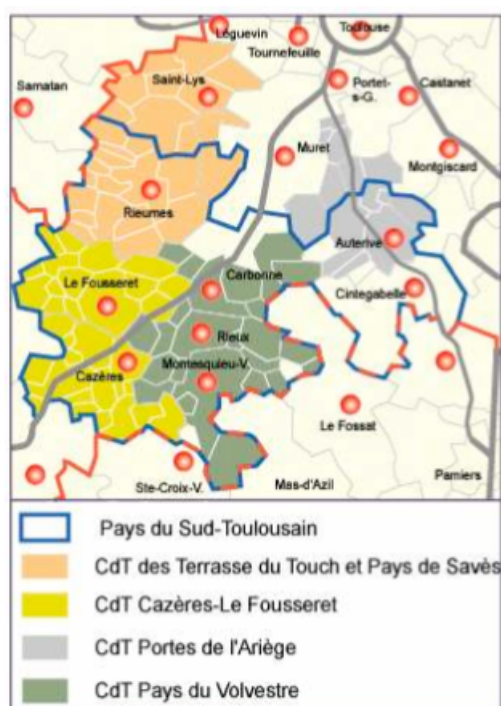 Léguevin
Toulouse
Tournefeuille
Saint-Lys
Samatan
Portet-
s-G.
Castanet
Muret
Montgiscard
Rieumes
Auterive
Le Fousseret
Carbonne
Cintegabelle
Rieux
Montesquieu-V.
Cazères
Le Fossat
Ste-Croix-V.
Mas-d'Azil
Pamiers
Pays du Sud-Toulousain
CdT des Terrasse du Touch et Pays de Savès
CdT Cazères-Le Fousseret
CdT Portes de l'Ariège
CdT Pays du Volvestre